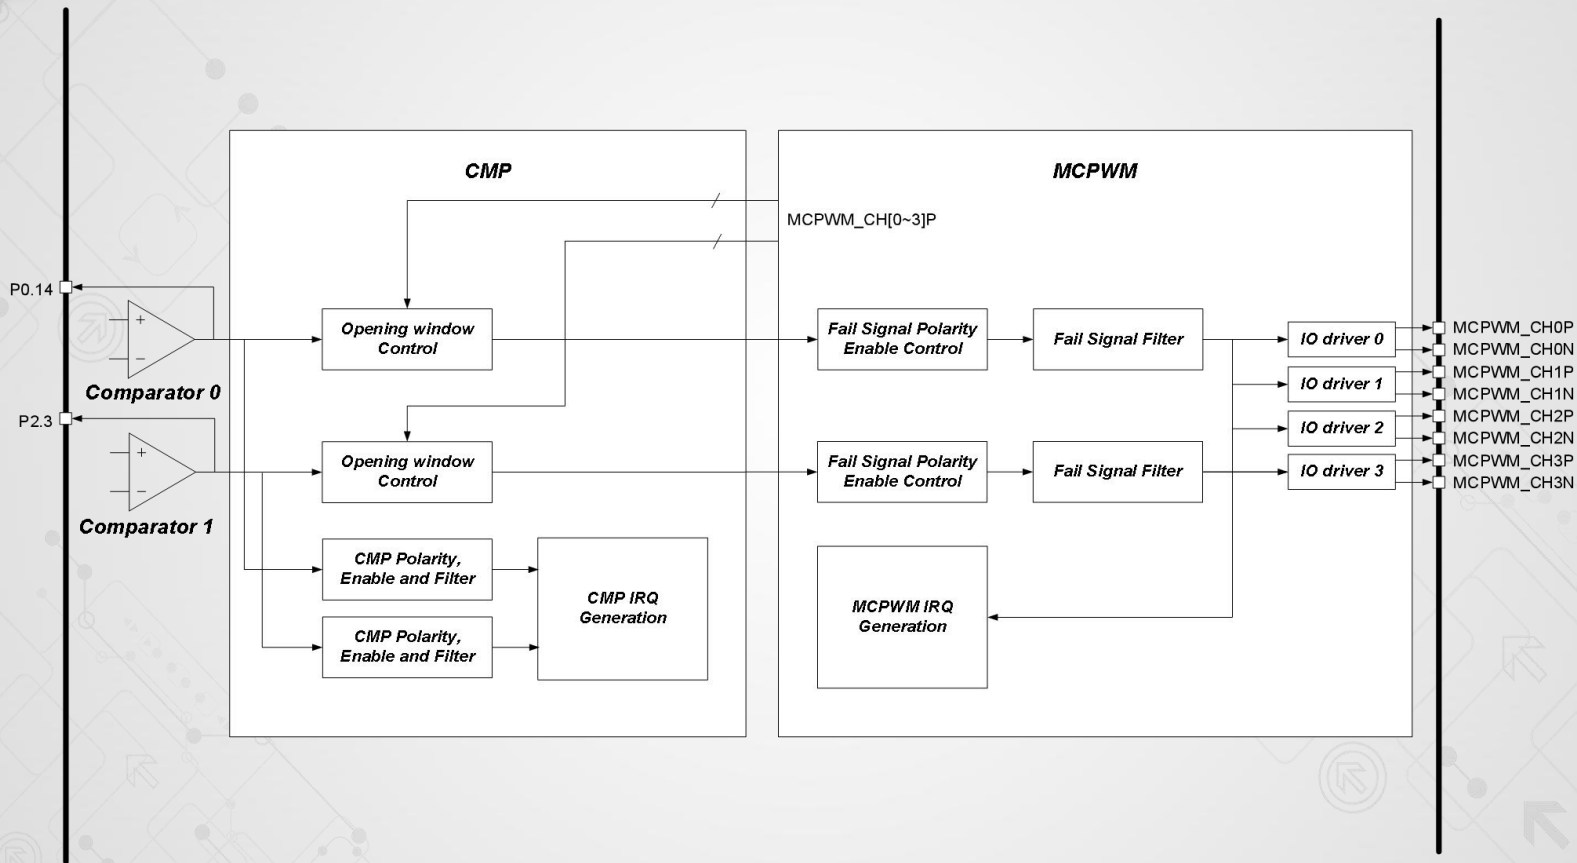 CMP
MCPWM
MCPWM_CH[0~3]P
P0.14
+
−
Comparator 0
Opening window
Control
Fail Signal Polarity
Enable Control
Fail Signal Filter
IO driver 0
IO driver 1
IO driver 2
IO driver 3
MCPWM_CH0P
MCPWM_CH0N
MCPWM_CH1P
MCPWM_CH1N
MCPWM_CH2P
MCPWM_CH2N
MCPWM_CH3P
MCPWM_CH3N
P2.3
+
−
Comparator 1
Opening window
Control
Fail Signal Polarity
Enable Control
Fail Signal Filter
CMP Polarity,
Enable and Filter
CMP Polarity,
Enable and Filter
CMP IRQ
Generation
MCPWM IRQ
Generation